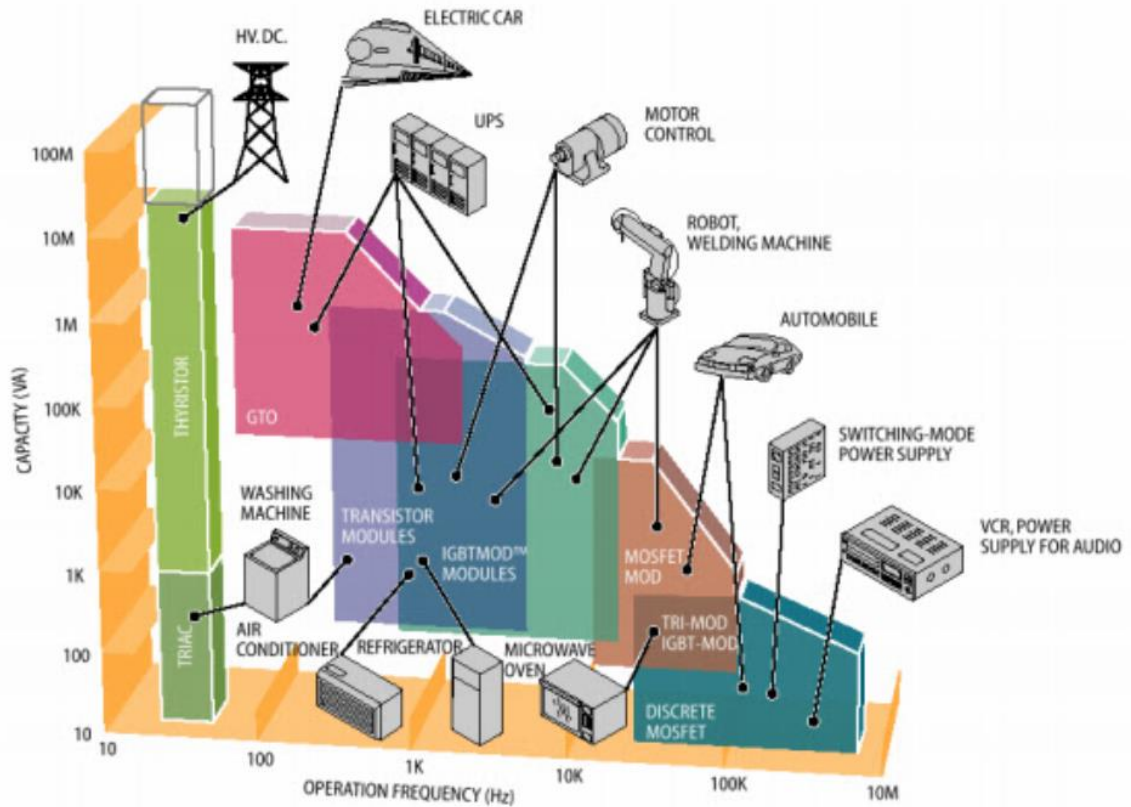 ELECTRIC CAR
HV. DC.
UPS
MOTOR
CONTROL
ROBOT,
WELDING MACHINE
AUTOMOBILE
SWITCHING-MODE
POWER SUPPLY
VCR, POWER
SUPPLY FOR AUDIO
CAPACITY (VA)
100M
10M
1M
100K
10K
1K
100
10
THYRISTOR
TRIAC
GTO
WASHING
MACHINE
TRANSISTOR
MODULES
IGBTMOD™
MODULES
MOSFET
MOD
TRI-MOD
IGBT-MOD
DISCRETE
MOSFET
AIR
CONDITIONER
REFRIGERATOR
MICROWAVE
OVEN
10
100
1K
10K
100K
10M
OPERATION FREQUENCY (Hz)